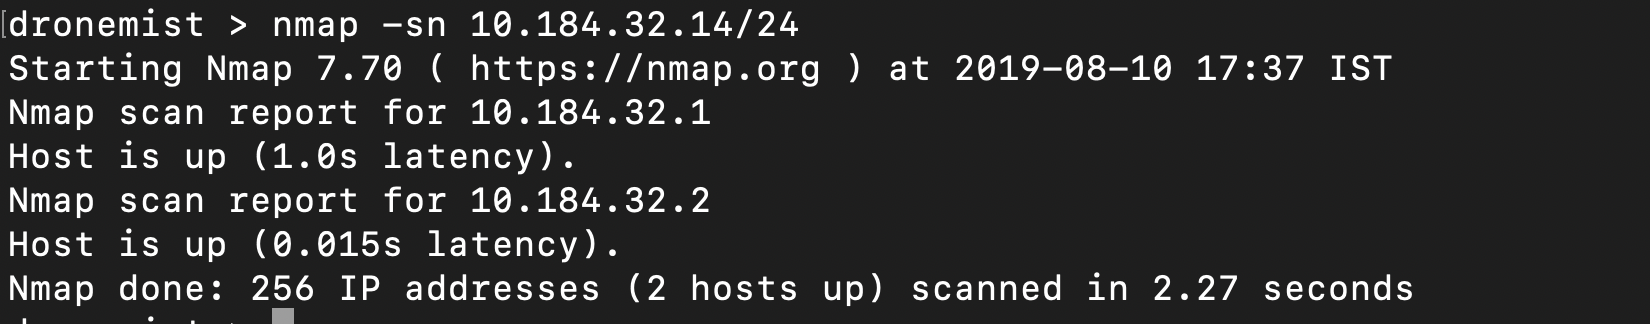 dronemist > nmap -sn 10.184.32.14/24
Starting Nmap 7.70 ( https://nmap.org ) at 2019-08-10 17:37 IST
Nmap scan report for 10.184.32.1
Host is up (1.0s latency).
Nmap scan report for 10.184.32.2
Host is up (0.015s latency).
Nmap done: 256 IP addresses (2 hosts up) scanned in 2.27 seconds